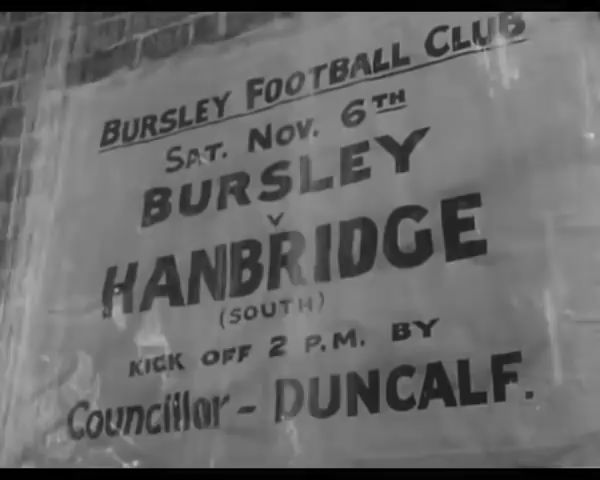 BURSLEY FOOTBALL CLUB
SAT. NOV. 6TH
BURSLEY
V
HANBRIDGE
(SOUTH)
KICK OFF 2 P.M. BY
Councillor - DUNCALF.